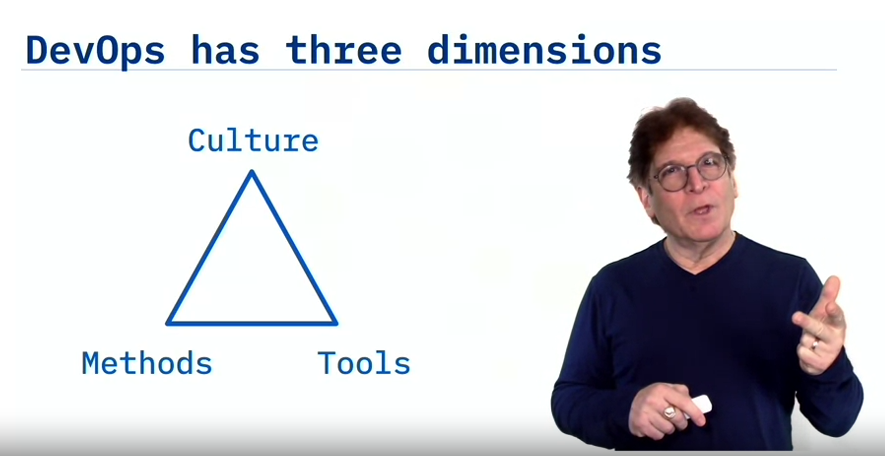 DevOps has three dimensions
Culture
Methods
Tools